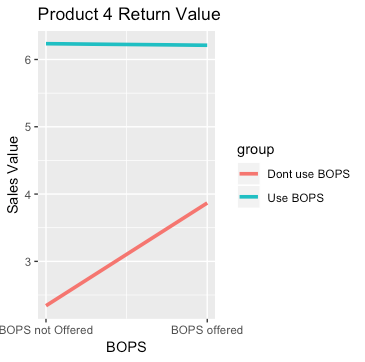 Product 4 Return Value
6
5
4
3
Sales Value
BOPS not Offered
BOPS offered
BOPS
group
Dont use BOPS
Use BOPS